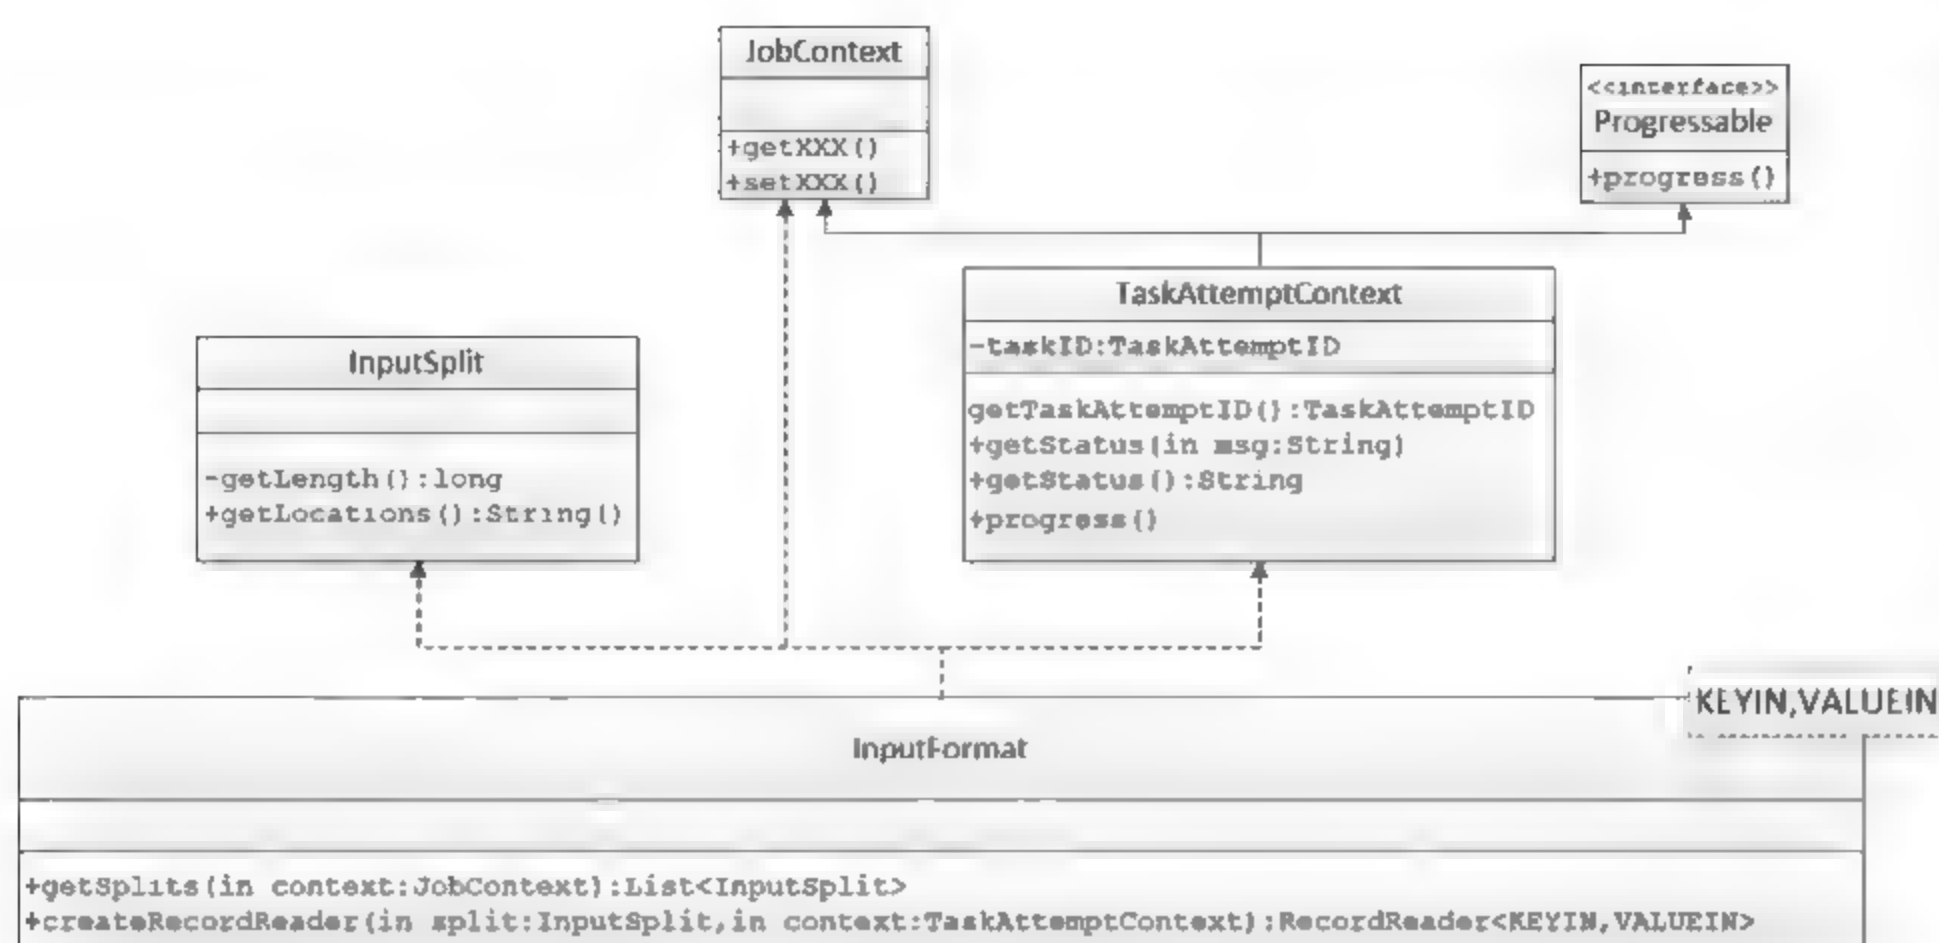 JobContext
+getXXX()
+setXXX()
<<interface>>
Progressable
+progress()
TaskAttemptContext
-taskID:TaskAttemptID
getTaskAttemptID():TaskAttemptID
+getStatus(in msg:String)
+getStatus():String
+progress()
InputSplit
-getLength():long
+getLocations():String()
KEYIN,VALUEIN
InputFormat
+getSplits(in context:JobContext):List<InputSplit>
+createRecordReader(in split:InputSplit,in context:TaskAttemptContext):RecordReader<KEYIN,VALUEIN>